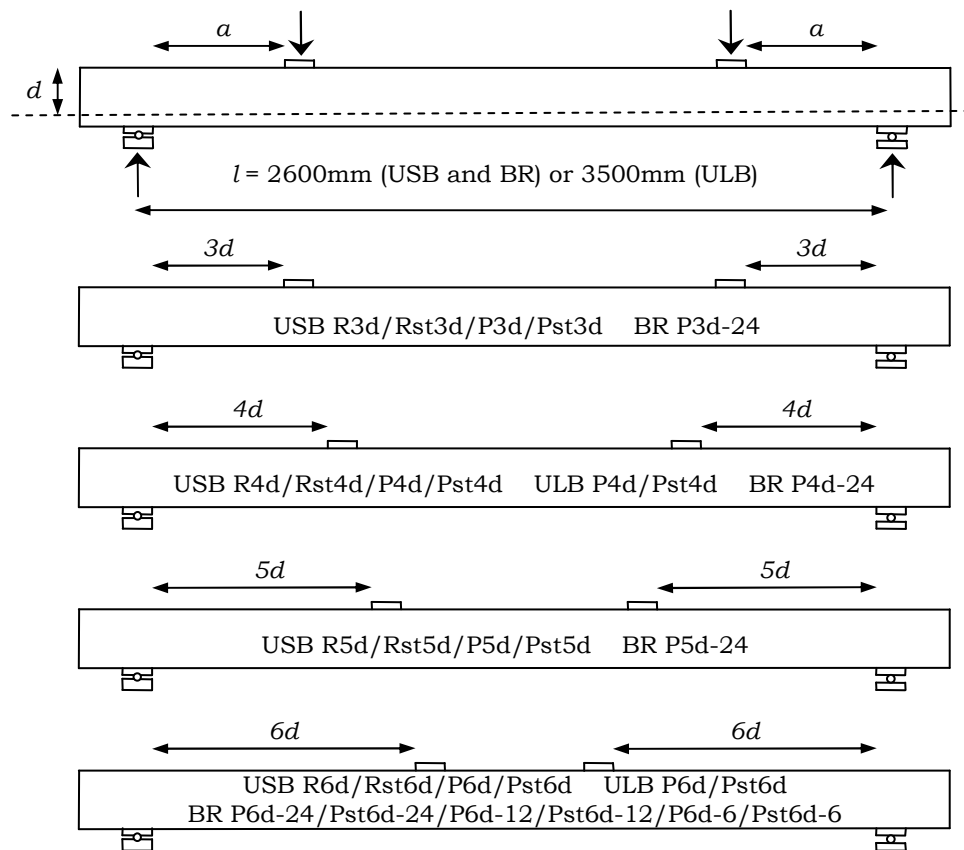 a a
d
l = 2600mm (USB and BR) or 3500mm (ULB)
3d 3d
USB R3d/Rst3d/P3d/Pst3d BR P3d-24
4d 4d
USB R4d/Rst4d/P4d/Pst4d ULB P4d/Pst4d BR P4d-24
5d 5d
USB R5d/Rst5d/P5d/Pst5d BR P5d-24
6d 6d
USB R6d/Rst6d/P6d/Pst6d ULB P6d/Pst6d
BR P6d-24/Pst6d-24/P6d-12/Pst6d-12/P6d-6/Pst6d-6